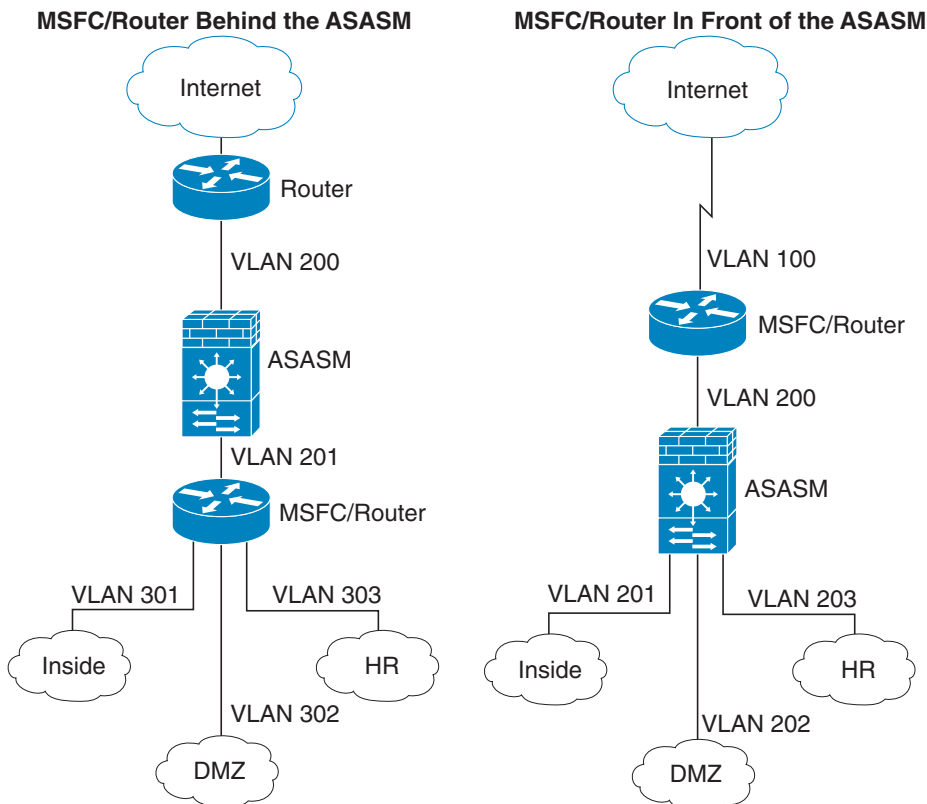 MSFC/Router Behind the ASASM
Internet
Router
VLAN 200
ASASM
VLAN 201
MSFC/Router
VLAN 301
VLAN 303
Inside
HR
VLAN 302
DMZ
MSFC/Router In Front of the ASASM
Internet
VLAN 100
MSFC/Router
VLAN 200
ASASM
VLAN 201
VLAN 203
Inside
HR
VLAN 202
DMZ